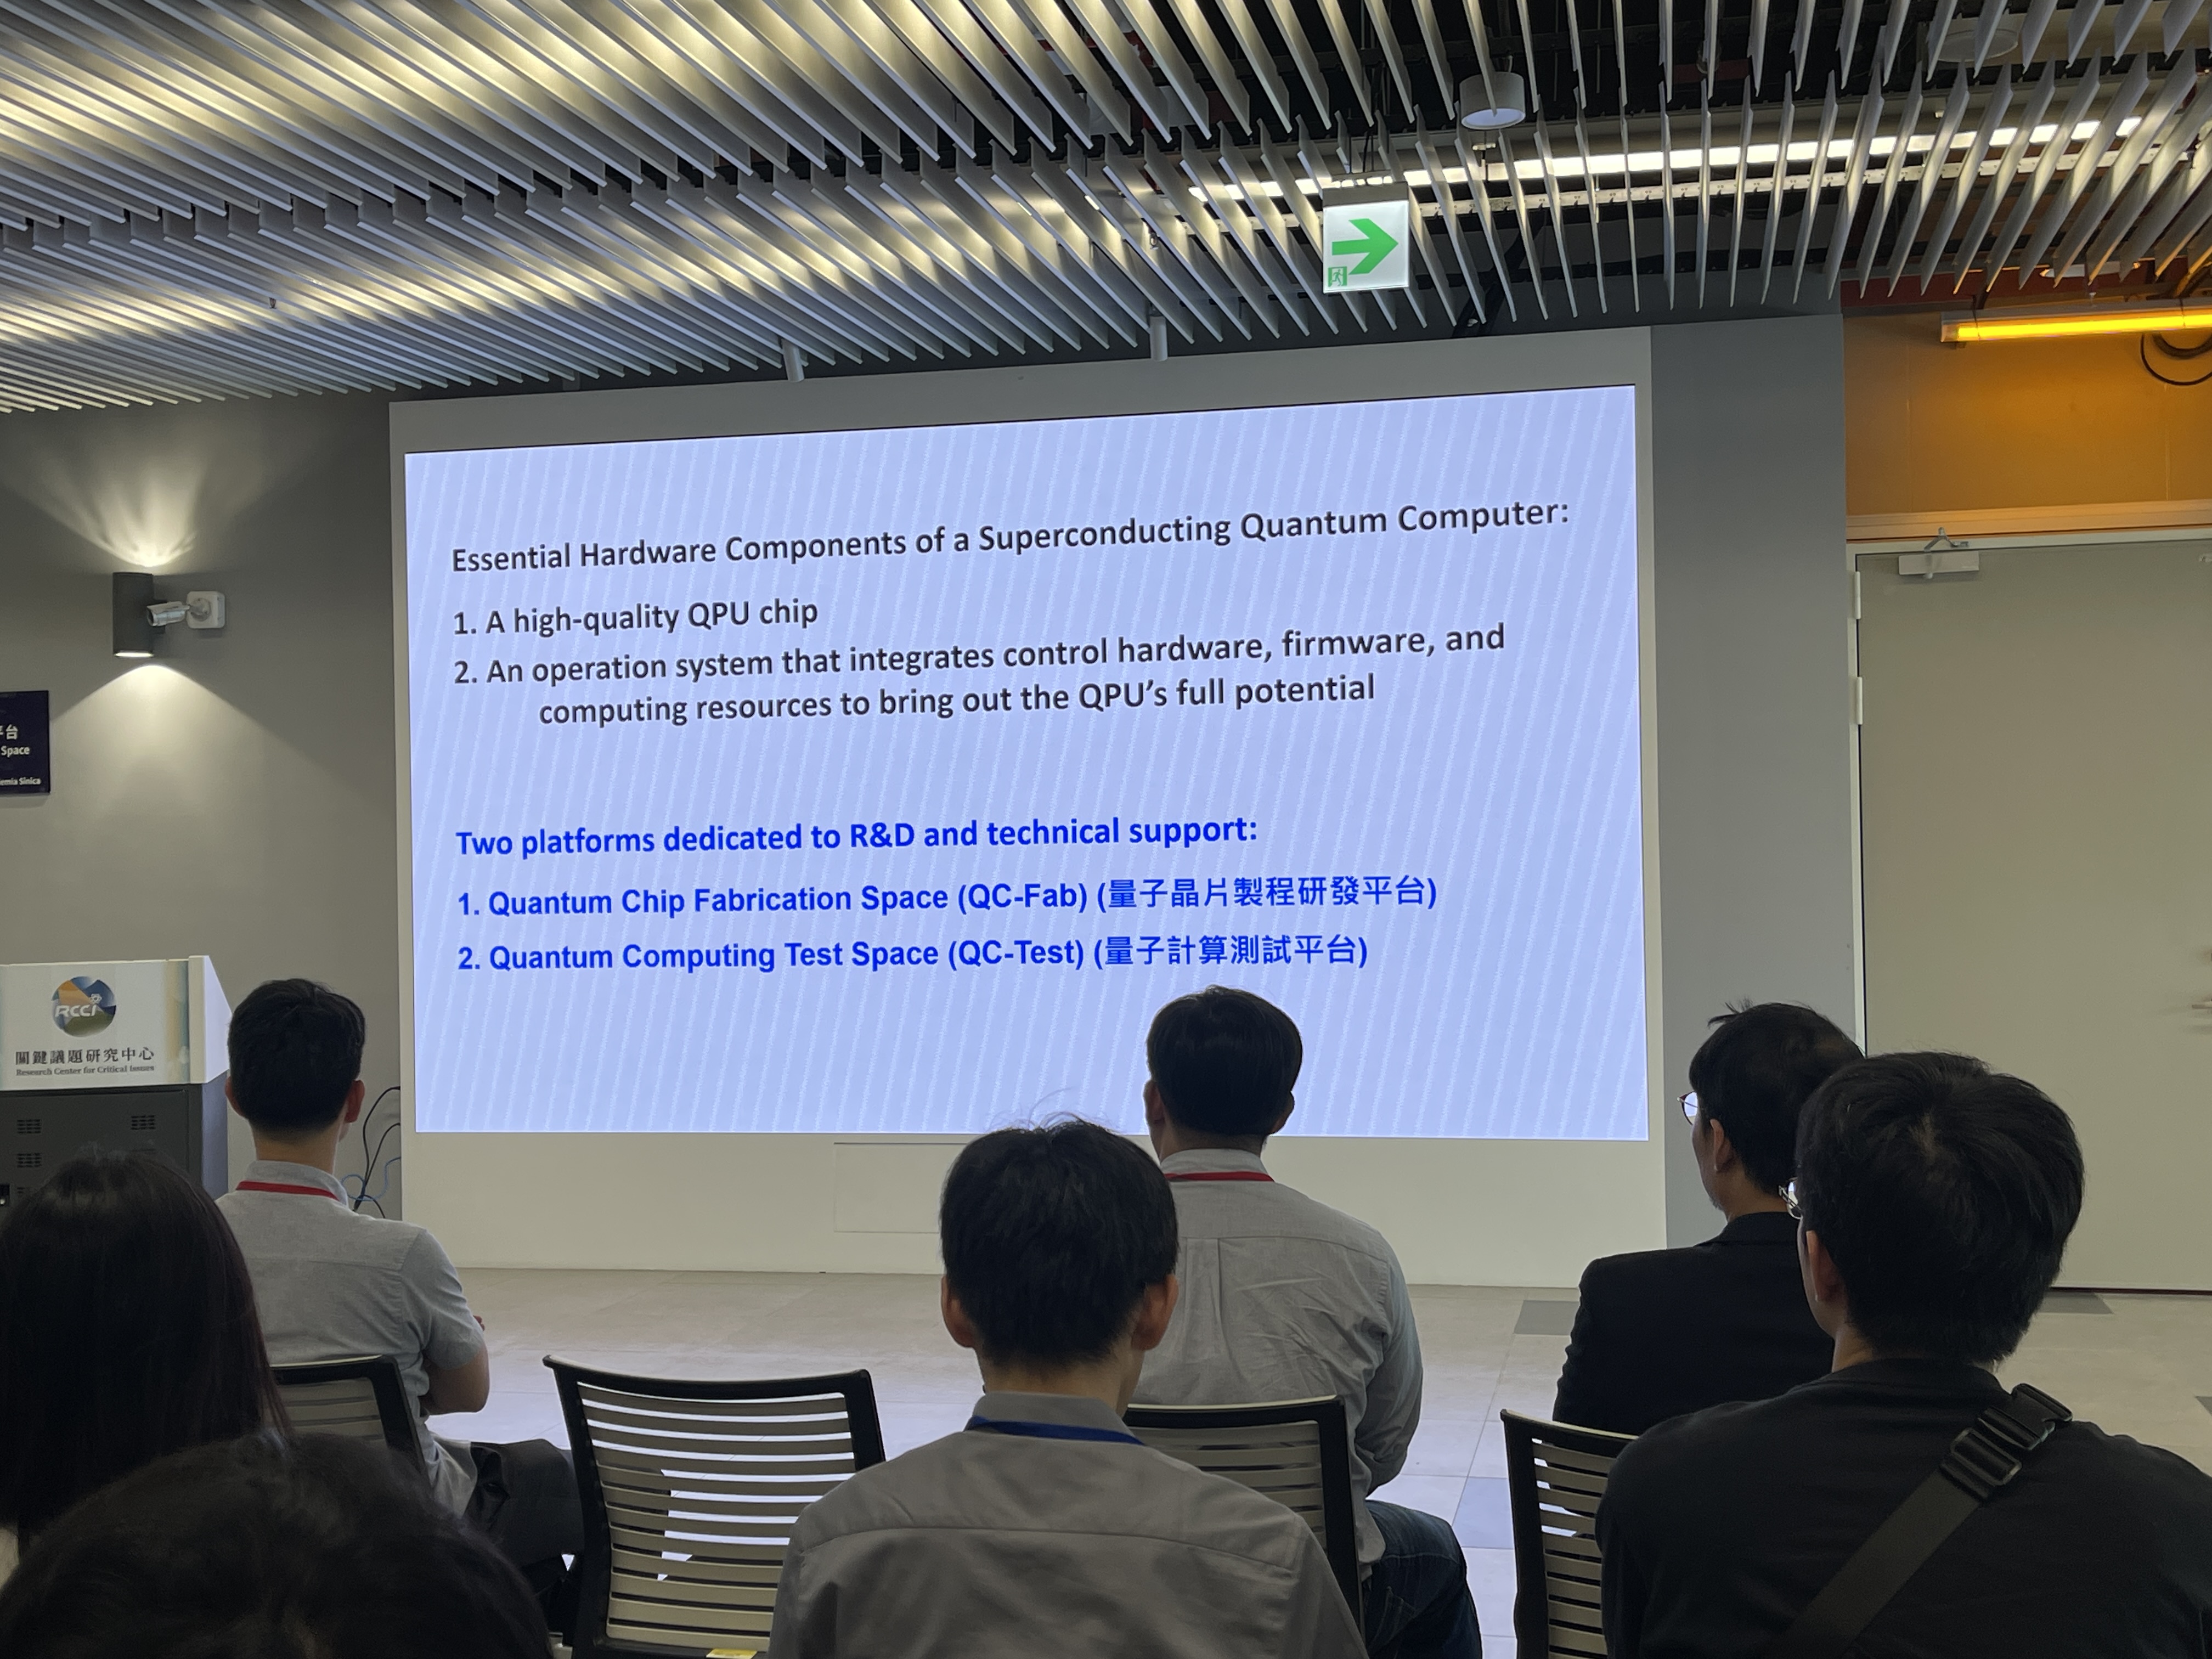 Essential Hardware Components of a Superconducting Quantum Computer:
1. A high-quality QPU chip
2. An operation system that integrates control hardware, firmware, and
computing resources to bring out the QPU's full potential
Two platforms dedicated to R&D and technical support:
1. Quantum Chip Fabrication Space (QC-Fab) (量子晶片製程研發平台)
2. Quantum Computing Test Space (QC-Test) (量子計算測試平台)
平台
Space
emia Sinica
RCCI
關鍵議題研究中心
Research Center for Critical Issues